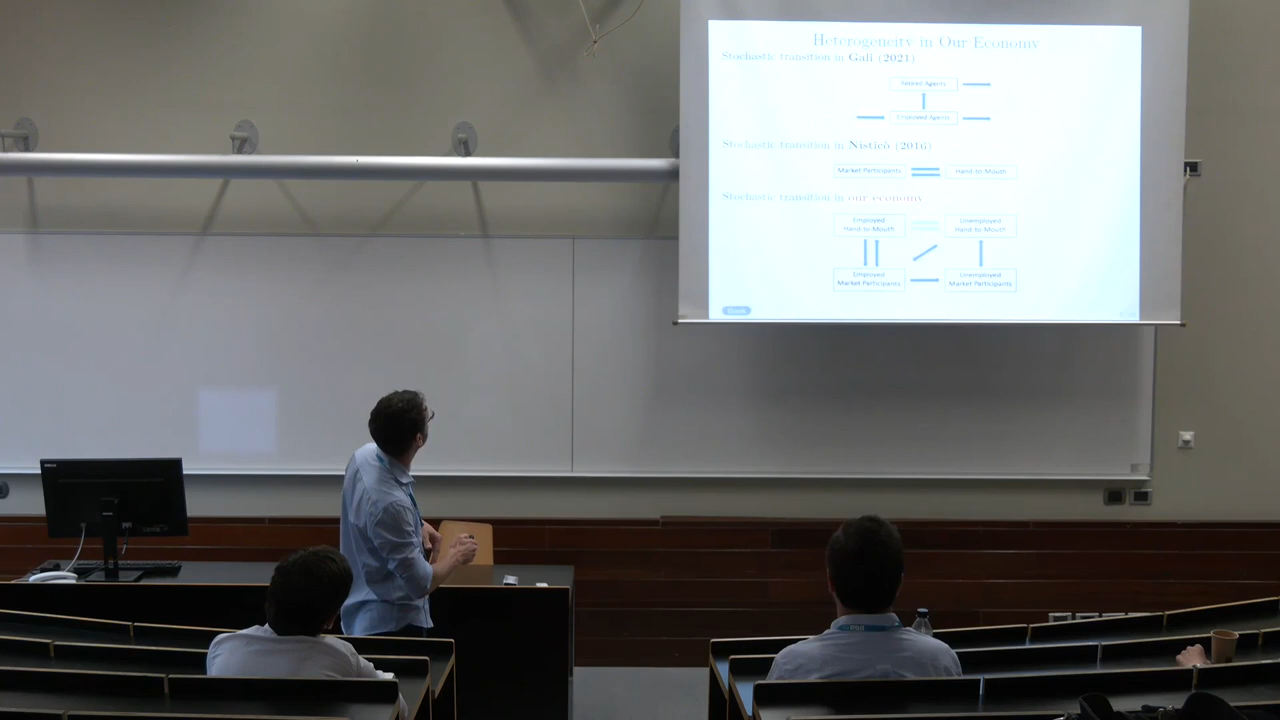 Heterogeneity in Our Economy
Stochastic transition in Galí (2021)
Retired Agents
Employed Agents
Stochastic transition in Nisticò (2016)
Market Participants
Hand-to-Mouth
Stochastic transition in our economy
Employed
Hand-to-Mouth
Unemployed
Hand-to-Mouth
Employed
Market Participants
Unemployed
Market Participants